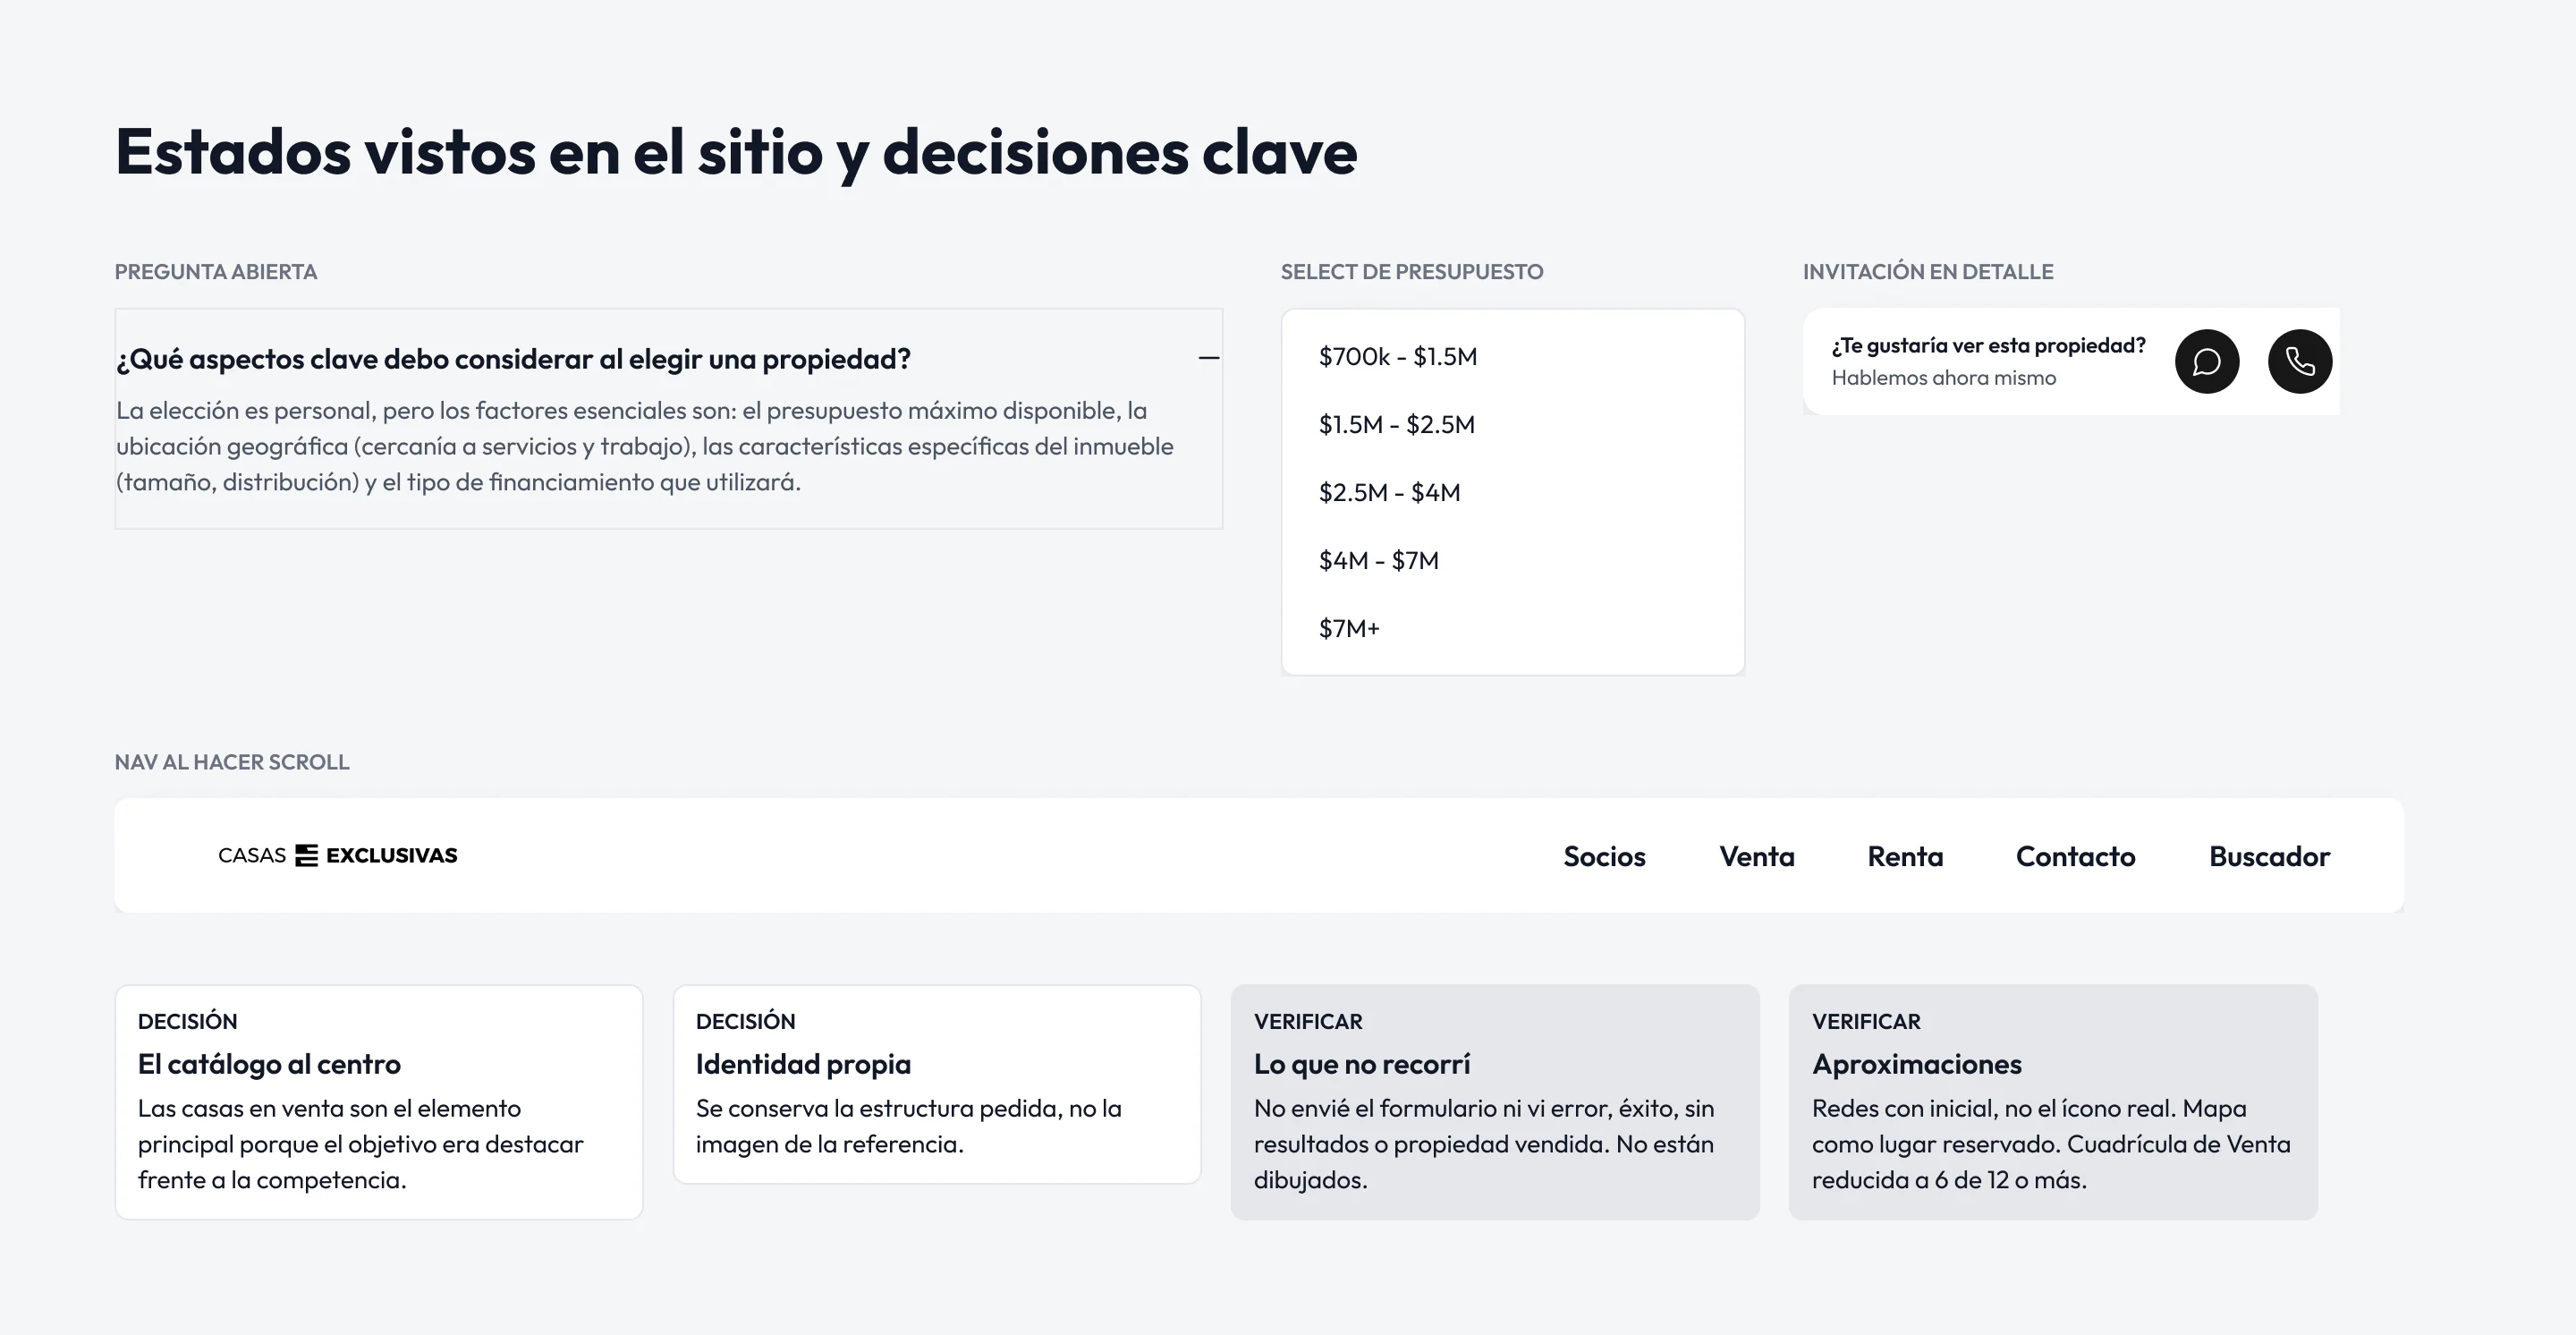 Estados vistos en el sitio y decisiones clave
PREGUNTA ABIERTA
¿Qué aspectos clave debo considerar al elegir una propiedad?
La elección es personal, pero los factores esenciales son: el presupuesto máximo disponible, la
ubicación geográfica (cercanía a servicios y trabajo), las características específicas del inmueble
(tamaño, distribución) y el tipo de financiamiento que utilizará.
SELECT DE PRESUPUESTO
$700k - $1.5M
$1.5M - $2.5M
$2.5M - $4M
$4M - $7M
$7M+
INVITACIÓN EN DETALLE
¿Te gustaría ver esta propiedad?
Hablemos ahora mismo
NAV AL HACER SCROLL
CASAS EXCLUSIVAS
Socios Venta Renta Contacto Buscador
DECISIÓN
El catálogo al centro
Las casas en venta son el elemento
principal porque el objetivo era destacar
frente a la competencia.
DECISIÓN
Identidad propia
Se conserva la estructura pedida, no la
imagen de la referencia.
VERIFICAR
Lo que no recorrí
No envié el formulario ni vi error, éxito, sin
resultados o propiedad vendida. No están
dibujados.
VERIFICAR
Aproximaciones
Redes con inicial, no el ícono real. Mapa
como lugar reservado. Cuadrícula de Venta
reducida a 6 de 12 o más.